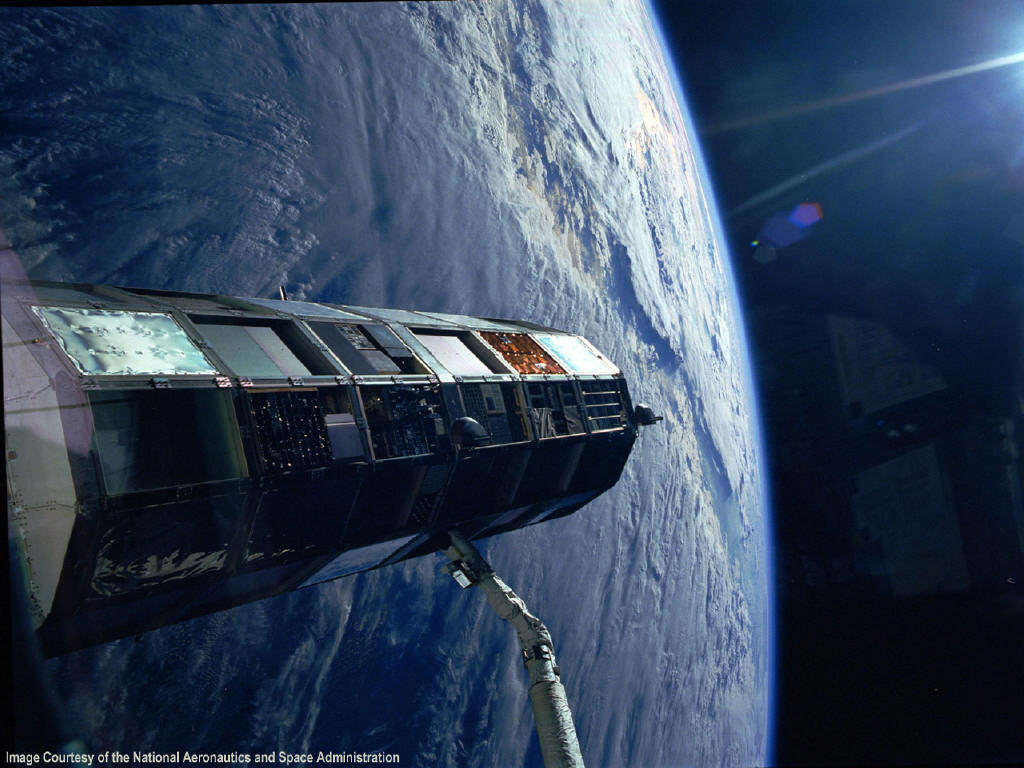 Image Courtesy of the National Aeronautics and Space Administration